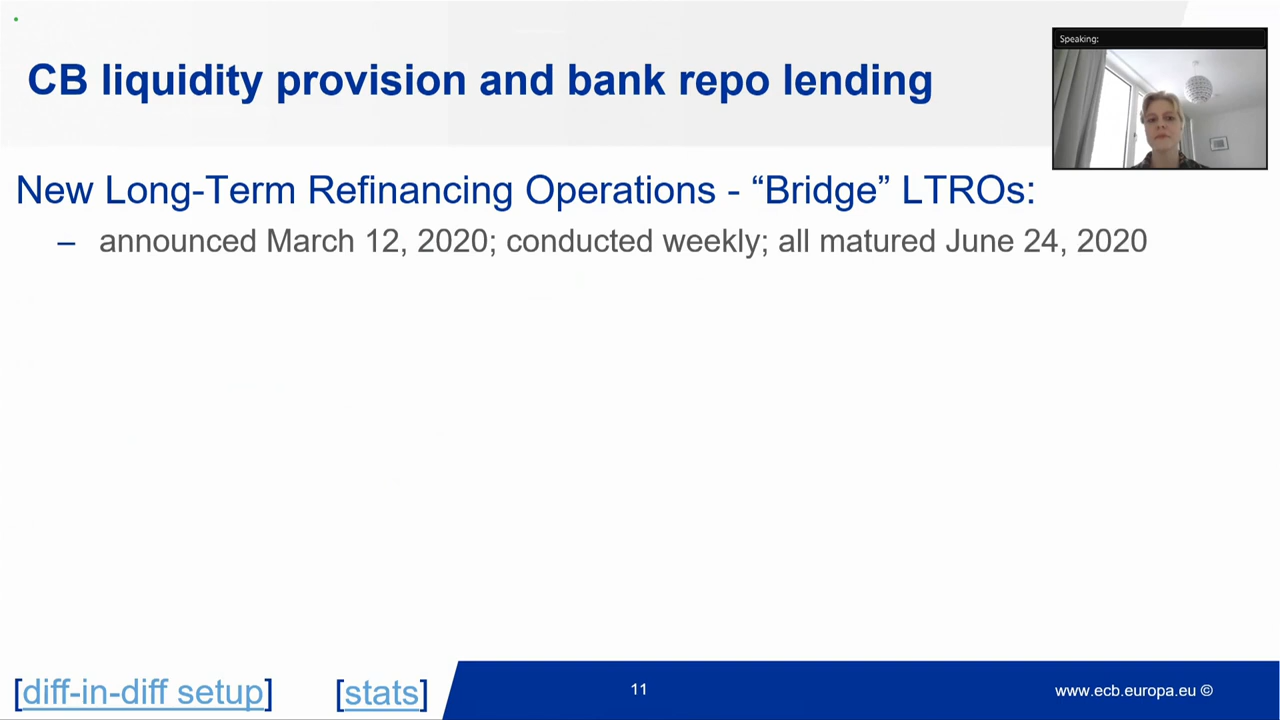 CB liquidity provision and bank repo lending
Speaking:
New Long-Term Refinancing Operations - “Bridge” LTROs:
– announced March 12, 2020; conducted weekly; all matured June 24, 2020
[diff-in-diff setup]
[stats]
11
www.ecb.europa.eu ©